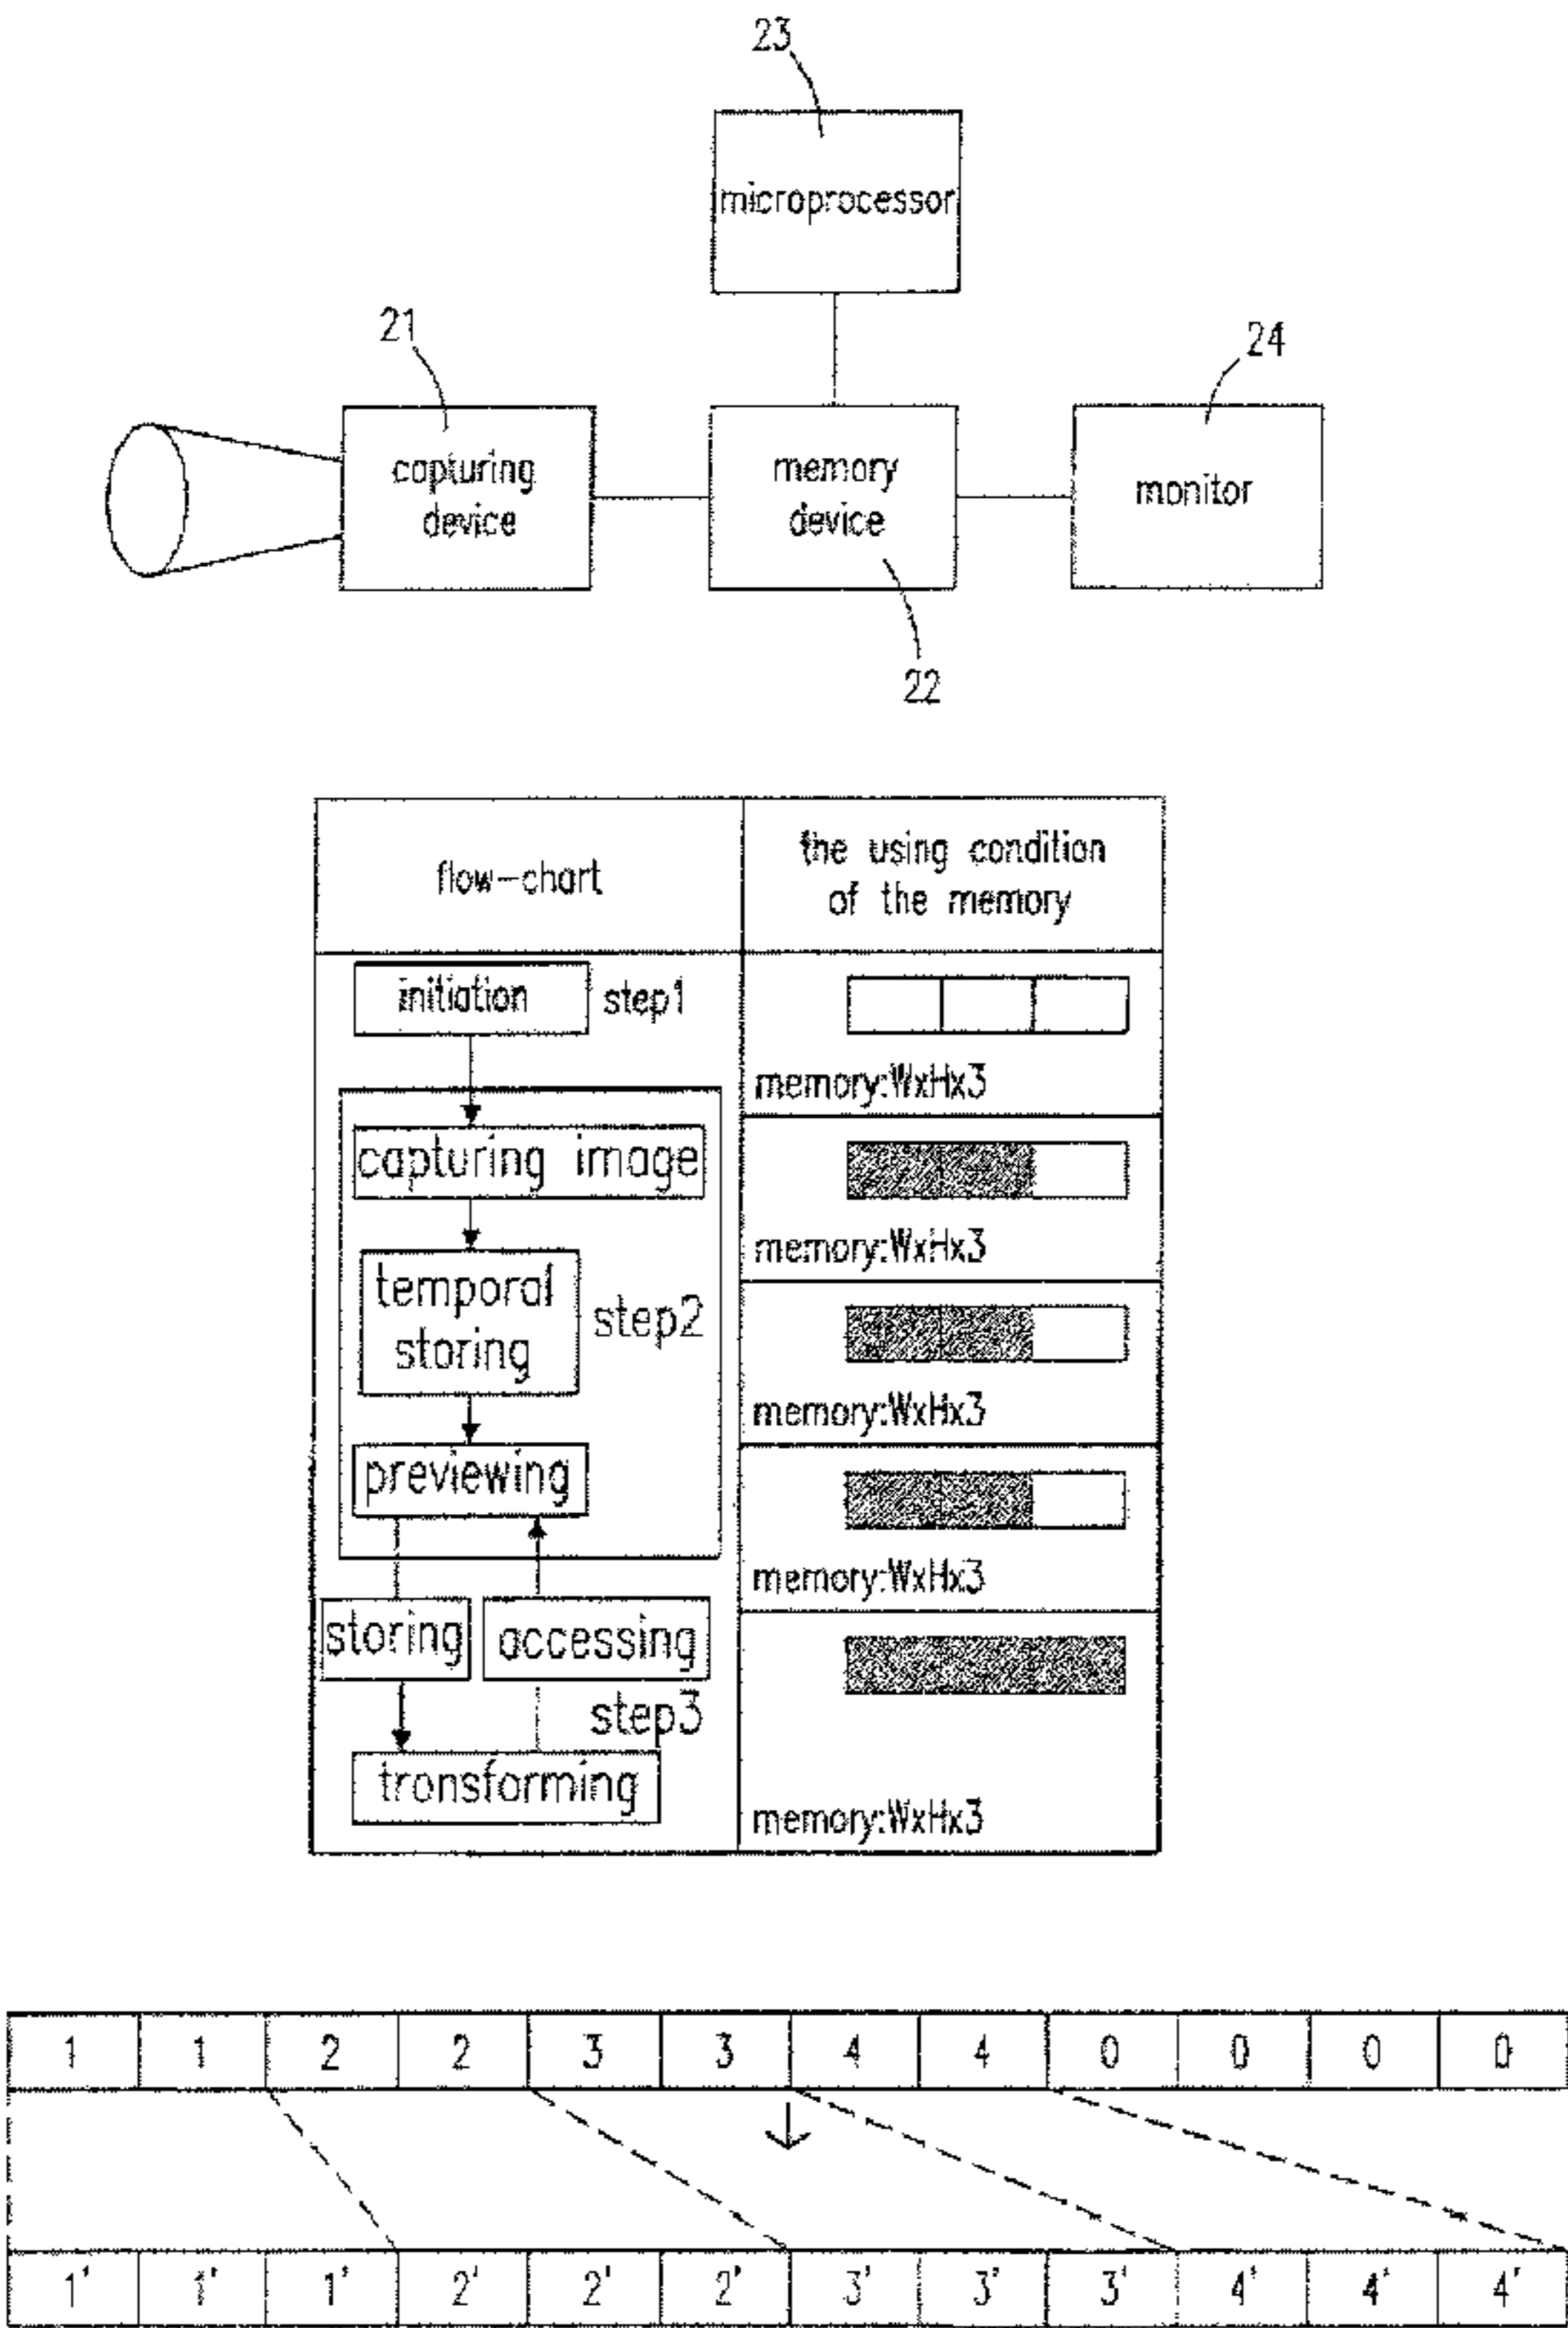 23
microprocessor
21
24
capturing
device
memory
device
monitor
22
flow-chart
the using condition
of the memory
initiation
step1
memory:WxHx3
capturing image
memory:WxHx3
temporal
storing
step2
memory:WxHx3
previewing
memory:WxHx3
storing
accessing
step3
transforming
memory:WxHx3
1 1 2 2 3 3 4 4 0 0 0 0
1' 1' 1' 2' 2' 2' 3' 3' 3' 4' 4' 4'